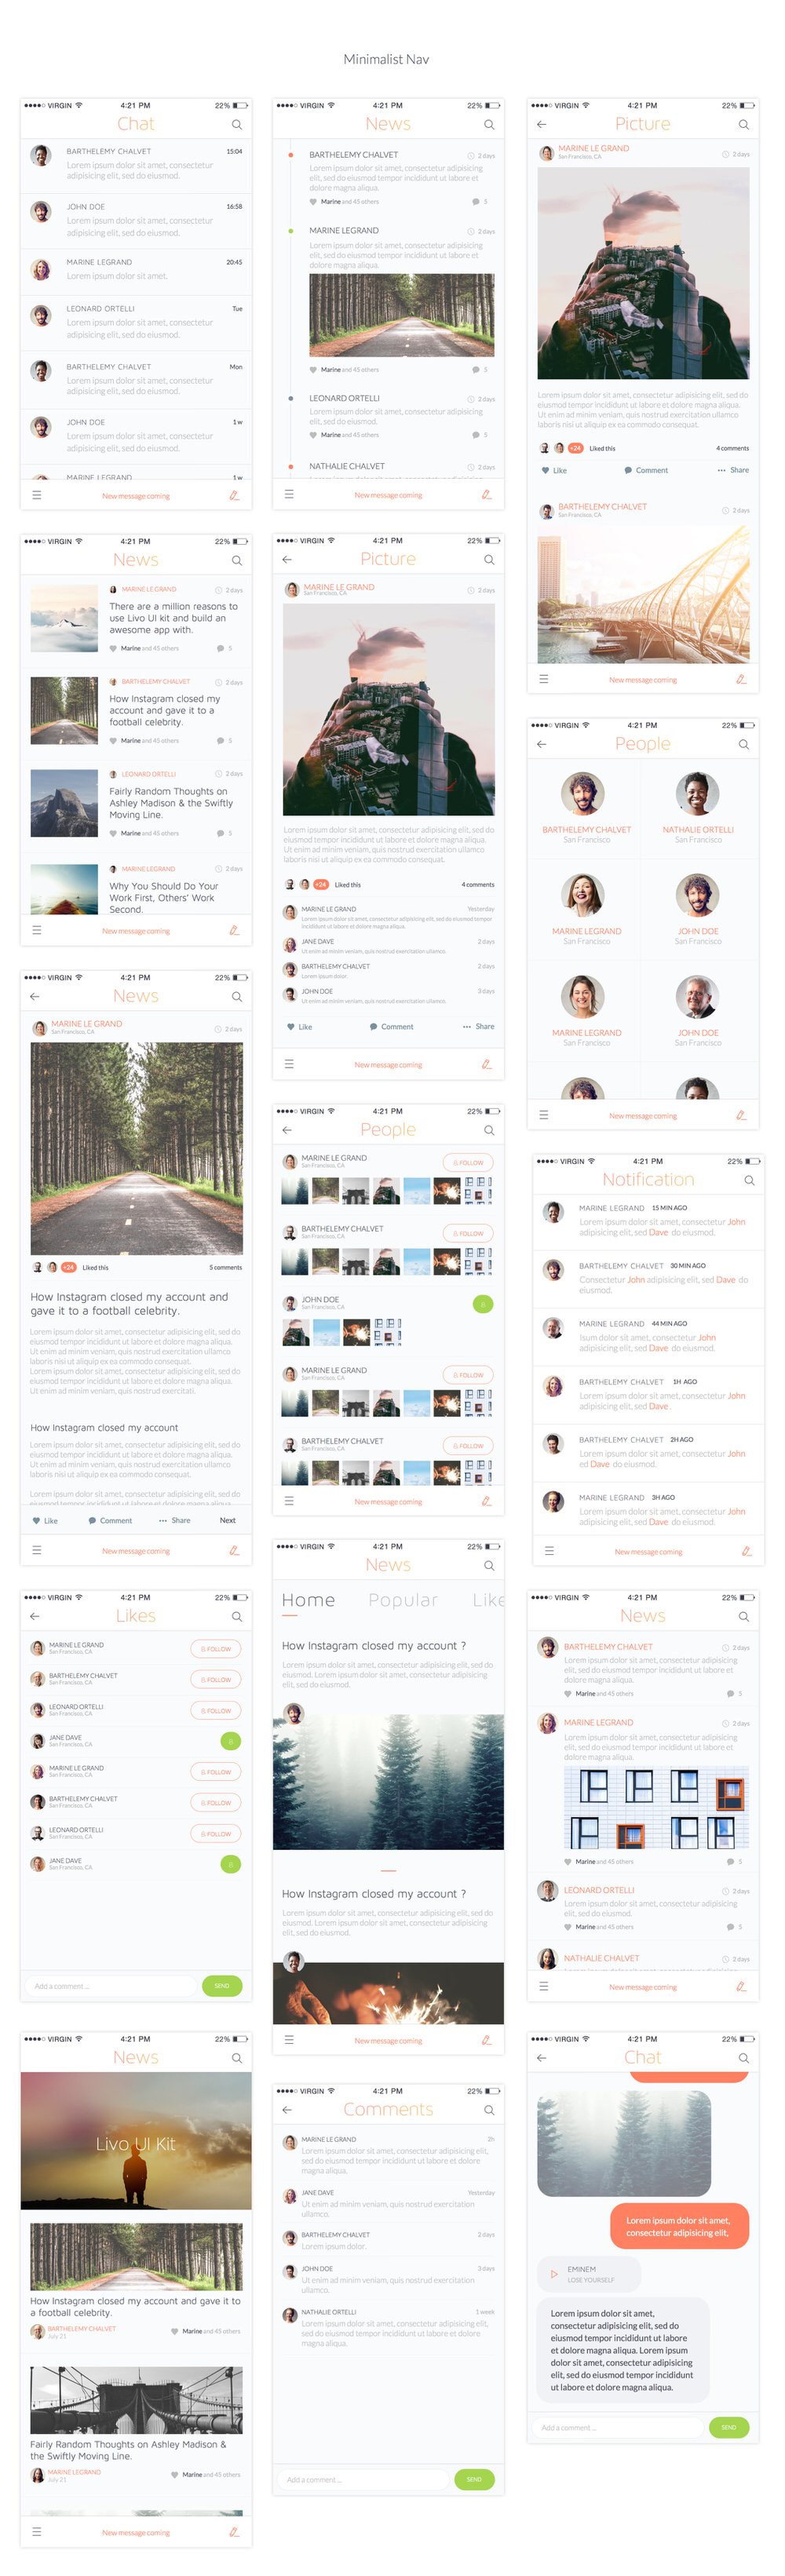 Minimalist Nav
VIRGIN 4:21 PM 22%
Chat
BARTHELEMY CHALVET 15:04
Lorem ipsum dolor sit amet, consectetur
adipisicing elit, sed do eiusmod.
JOHN DOE 16:58
Lorem ipsum dolor sit amet, consectetur
adipisicing elit, sed do eiusmod.
MARINE LEGRAND 20:45
Lorem ipsum dolor sit amet.
LEONARD ORTELLI Tue
Lorem ipsum dolor sit amet, consectetur
adipisicing elit, sed do eiusmod.
BARTHELEMY CHALVET Mon
Lorem ipsum dolor sit amet, consectetur
adipisicing elit, sed do eiusmod.
JOHN DOE 1 w
Lorem ipsum dolor sit amet, consectetur
adipisicing elit, sed do eiusmod.
MARINE LEGRAND 1 w
New message coming
VIRGIN 4:21 PM 22%
News
MARINE LE GRAND 2 days
There are a million reasons to
use Livo UI kit and build an
awesome app with.
Marine and 45 others 5
BARTHELEMY CHALVET 2 days
How Instagram closed my
account and gave it to a
football celebrity.
Marine and 45 others 5
LEONARD ORTELLI 2 days
Fairly Random Thoughts on
Ashley Madison & the Swiftly
Moving Line.
Marine and 45 others 5
MARINE LEGRAND 2 days
Why You Should Do Your
Work First, Others' Work
Second.
New message coming
VIRGIN 4:21 PM 22%
News
MARINE LE GRAND 2 days
San Francisco, CA
+24 Liked this 5 comments
How Instagram closed my account and
gave it to a football celebrity.
Lorem ipsum dolor sit amet, consectetur adipisicing elit, sed do
eiusmod tempor incididunt ut labore et dolore magna aliqua.
Ut enim ad minim veniam, quis nostrud exercitation ullamco
laboris nisi ut aliquip ex ea commodo consequat.
Lorem ipsum dolor sit amet, consectetur adipisicing elit, sed do
eiusmod tempor incididunt ut labore et dolore magna aliqua.
Ut enim ad minim veniam, quis nostrud exercitati.
How Instagram closed my account
Lorem ipsum dolor sit amet, consectetur adipisicing elit, sed do
eiusmod tempor incididunt ut labore et dolore magna aliqua.
Ut enim ad minim veniam, quis nostrud exercitation ullamco
laboris nisi
Lorem ipsum dolor sit amet, consectetur adipisicing elit, sed do
Like Comment Share Next
New message coming
VIRGIN 4:21 PM 22%
Likes
MARINE LE GRAND FOLLOW
San Francisco, CA
BARTHELEMY CHALVET FOLLOW
San Francisco, CA
LEONARD ORTELLI FOLLOW
San Francisco, CA
JANE DAVE
San Francisco, CA
MARINE LE GRAND FOLLOW
San Francisco, CA
BARTHELEMY CHALVET FOLLOW
San Francisco, CA
LEONARD ORTELLI FOLLOW
San Francisco, CA
JANE DAVE
San Francisco, CA
Add a comment ... SEND
VIRGIN 4:21 PM 22%
News
Livo UI Kit
How Instagram closed my account and gave it to
a football celebrity.
BARTHELEMY CHALVET Marine and 45 others
July 21
Fairly Random Thoughts on Ashley Madison &
the Swiftly Moving Line.
MARINE LEGRAND Marine and 45 others
July 21
New message coming
VIRGIN 4:21 PM 22%
News
BARTHELEMY CHALVET 2 days
Lorem ipsum dolor sit amet, consectetur adipisicing
elit, sed do eiusmod tempor incididunt ut labore et
dolore magna aliqua.
Marine and 45 others 5
MARINE LEGRAND 2 days
Lorem ipsum dolor sit amet, consectetur adipisicing
elit, sed do eiusmod tempor incididunt ut labore et
dolore magna aliqua.
Marine and 45 others 5
LEONARD ORTELLI 2 days
Lorem ipsum dolor sit amet, consectetur adipisicing
elit, sed do eiusmod.
Marine and 45 others 5
NATHALIE CHALVET 2 days
New message coming
VIRGIN 4:21 PM 22%
Picture
MARINE LE GRAND 2 days
San Francisco, CA
Lorem ipsum dolor sit amet, consectetur adipisicing elit, sed do
eiusmod tempor incididunt ut labore et dolore magna aliqua.
Ut enim ad minim veniam, quis nostrud exercitation ullamco
laboris nisi ut aliquip ex ea commodo consequat.
+24 Liked this 4 comments
MARINE LE GRAND Yesterday
Lorem ipsum dolor sit amet, consectetur adipisicing elit, sed do eiusmod tempor
incididunt ut labore et dolore magna aliqua.
JANE DAVE 2 days
Ut enim ad minim veniam, quis nostrud exercitation ullamco.
BARTHELEMY CHALVET 2 days
Lorem ipsum dolor.
JOHN DOE 3 days
Ut enim ad minim veniam, quis nostrud exercitation ullamco.
Like Comment Share
New message coming
VIRGIN 4:21 PM 22%
People
MARINE LE GRAND FOLLOW
San Francisco, CA
BARTHELEMY CHALVET FOLLOW
San Francisco, CA
JOHN DOE
San Francisco, CA
MARINE LE GRAND FOLLOW
San Francisco, CA
BARTHELEMY CHALVET FOLLOW
San Francisco, CA
New message coming
VIRGIN 4:21 PM 22%
News
Home Popular Like
How Instagram closed my account ?
Lorem ipsum dolor sit amet, consectetur adipisicing elit, sed do
eiusmod. Lorem ipsum dolor sit amet, consectetur adipisicing
elit, sed do eiusmod.
How Instagram closed my account ?
Lorem ipsum dolor sit amet, consectetur adipisicing elit, sed do
eiusmod. Lorem ipsum dolor sit amet, consectetur adipisicing
elit, sed do eiusmod.
New message coming
VIRGIN 4:21 PM 22%
Comments
MARINE LE GRAND 2h
Lorem ipsum dolor sit amet, consectetur adipisicing elit,
sed do eiusmod tempor incididunt ut labore et dolore
magna aliqua.
JANE DAVE Yesterday
Ut enim ad minim veniam, quis nostrud exercitation
ullamco.
BARTHELEMY CHALVET 2 days
Lorem ipsum dolor.
JOHN DOE 3 days
Ut enim ad minim veniam, quis nostrud exercitation
ullamco.
NATHALIE ORTELLI 1 week
Lorem ipsum dolor sit amet, consectetur adipisicing elit,
sed do eiusmod tempor incididunt ut labore et dolore
magna aliqua.
Add a comment ... SEND
VIRGIN 4:21 PM 22%
Picture
MARINE LE GRAND 2 days
San Francisco, CA
Lorem ipsum dolor sit amet, consectetur adipisicing elit, sed do
eiusmod tempor incididunt ut labore et dolore magna aliqua.
Ut enim ad minim veniam, quis nostrud exercitation ullamco
laboris nisi ut aliquip ex ea commodo consequat.
+24 Liked this 4 comments
Like Comment Share
BARTHELEMY CHALVET 2 days
San Francisco, CA
New message coming
VIRGIN 4:21 PM 22%
People
BARTHELEMY CHALVET NATHALIE ORTELLI
San Francisco San Francisco
MARINE LEGRAND JOHN DOE
San Francisco San Francisco
MARINE LEGRAND JOHN DOE
San Francisco San Francisco
New message coming
VIRGIN 4:21 PM 22%
Notification
MARINE LEGRAND 15 MIN AGO
Lorem ipsum dolor sit amet, consectetur John
adipisicing elit, sed Dave do eiusmod.
BARTHELEMY CHALVET 30 MIN AGO
Consectetur John adipisicing elit, sed Dave do
eiusmod.
MARINE LEGRAND 44 MIN AGO
Isum dolor sit amet, consectetur John
adipisicing elit, sed Dave do eiusmod.
BARTHELEMY CHALVET 1H AGO
Lorem ipsum dolor sit amet, consectetur John
adipisicing elit, sed Dave .
BARTHELEMY CHALVET 2H AGO
Lorem ipsum dolor sit amet, consectetur John
ed Dave do eiusmod.
MARINE LEGRAND 3H AGO
Lorem ipsum dolor sit amet, consectetur John
adipisicing elit, sed Dave do eiusmod.
New message coming
VIRGIN 4:21 PM 22%
News
BARTHELEMY CHALVET 2 days
Lorem ipsum dolor sit amet, consectetur adipisicing
elit, sed do eiusmod tempor incididunt ut labore et
dolore magna aliqua.
Marine and 45 others 5
MARINE LEGRAND 2 days
Lorem ipsum dolor sit amet, consectetur adipisicing
elit, sed do eiusmod tempor incididunt ut labore et
dolore magna aliqua.
Marine and 45 others 5
LEONARD ORTELLI 2 days
Lorem ipsum dolor sit amet, consectetur adipisicing
elit, sed do eiusmod.
Marine and 45 others 5
NATHALIE CHALVET 2 days
New message coming
VIRGIN 4:21 PM 22%
Chat
Lorem ipsum dolor sit amet,
consectetur adipisicing elit,
EMINEM
LOSE YOURSELF
Lorem ipsum dolor sit amet,
consectetur adipisicing elit, sed do
eiusmod tempor incididunt ut labore
et dolore magna aliqua. Lorem ipsum
dolor sit amet, consectetur adipisicing
elit, sed do eiusmod tempor incididunt
ut labore et dolore magna aliqua.
Add a comment ... SEND